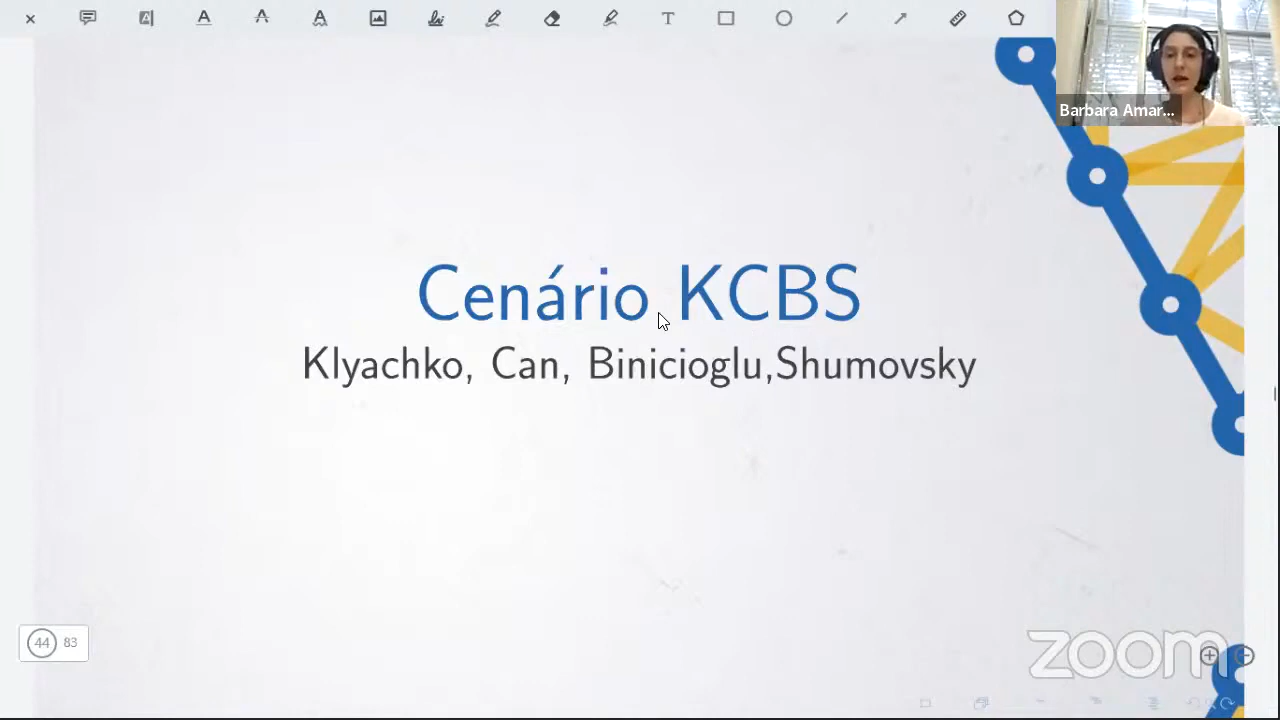 Barbara Amar...
Cenário KCBS
Klyachko, Can, Binicioglu,Shumovsky
44 83
zoom